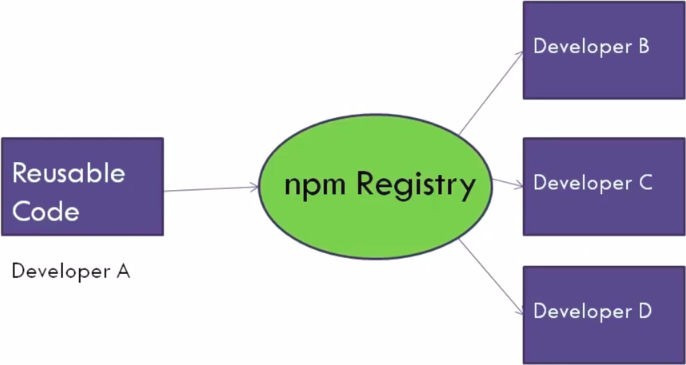 Reusable
Code
Developer A
npm Registry
Developer B
Developer C
Developer D